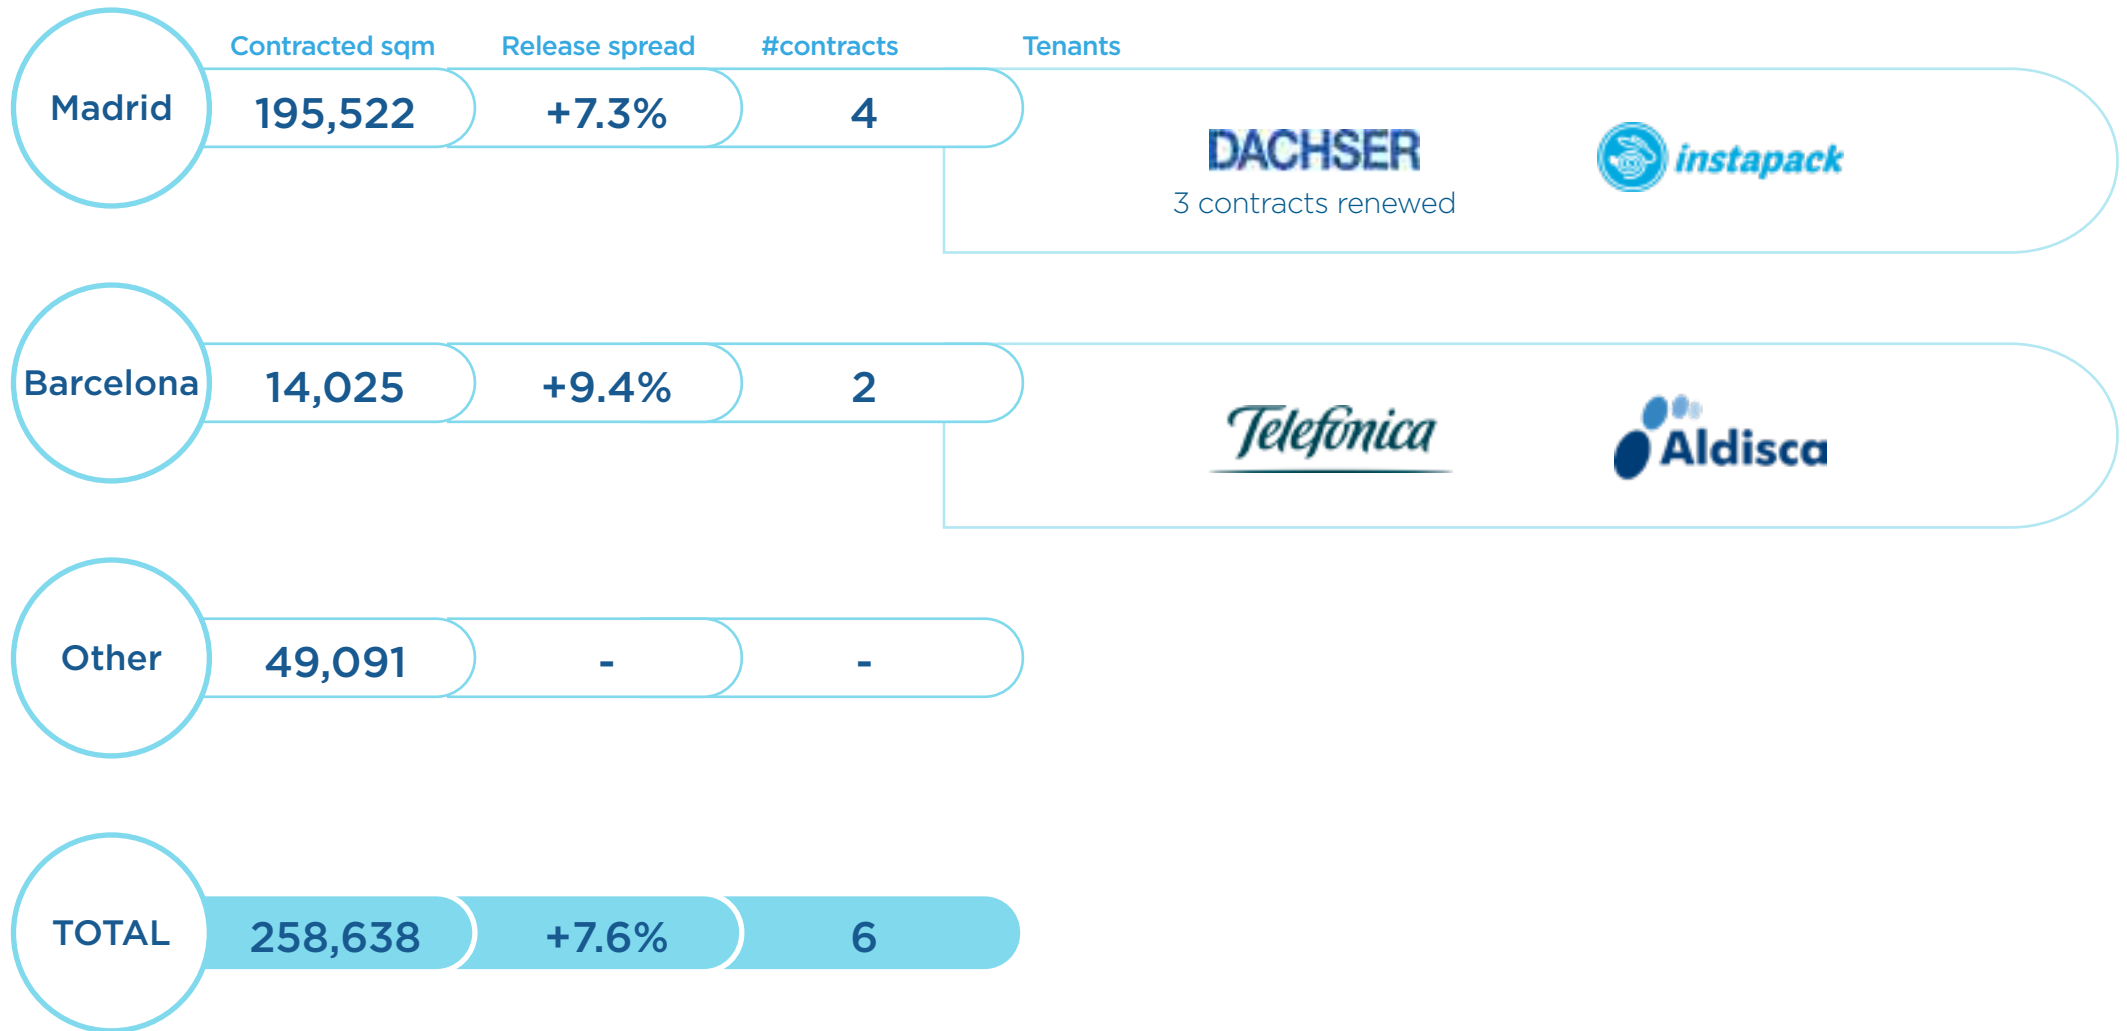 Contracted sqm Release spread #contracts Tenants
Madrid 195,522 +7.3% 4
DACHSER instapack
3 contracts renewed
Barcelona 14,025 +9.4% 2
Telefónica Aldisca
Other 49,091 - -
TOTAL 258,638 +7.6% 6